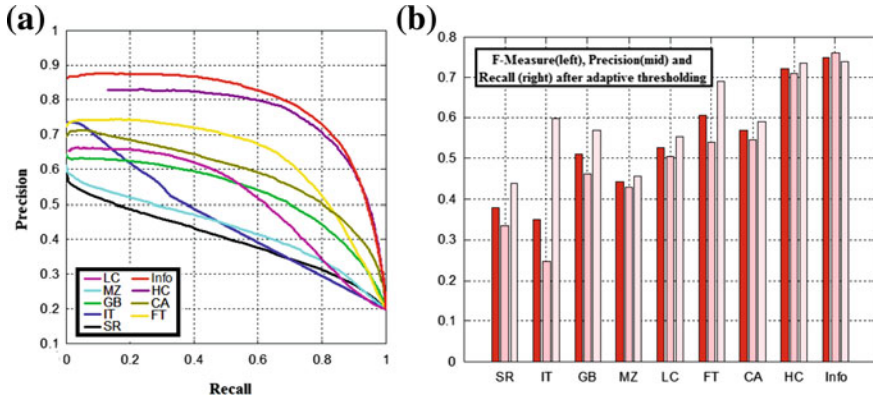 (a)
1
0.9
0.8
0.7
0.6
0.5
0.4
0.3
0.2
0.1
Precision
LC Info
MZ HC
GB CA
IT FT
SR
0 0.2 0.4 0.6 0.8 1
Recall
(b)
0.8
0.7
0.6
0.5
0.4
0.3
0.2
0.1
0
F-Measure(left), Precision(mid) and
Recall (right) after adaptive thresholding
SR IT GB MZ LC FT CA HC Info